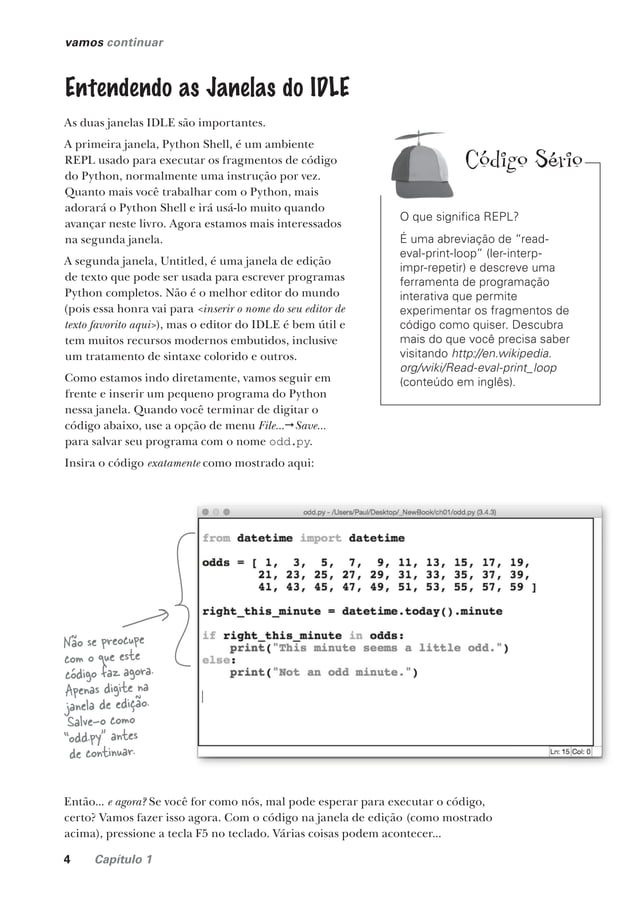 vamos continuar
Entendendo as Janelas do IDLE
As duas janelas IDLE são importantes.
A primeira janela, Python Shell, é um ambiente
REPL usado para executar os fragmentos de código
do Python, normalmente uma instrução por vez.
Quanto mais você trabalhar com o Python, mais
adorará o Python Shell e irá usá-lo muito quando
avançar neste livro. Agora estamos mais interessados
na segunda janela.
A segunda janela, Untitled, é uma janela de edição
de texto que pode ser usada para escrever programas
Python completos. Não é o melhor editor do mundo
(pois essa honra vai para <inserir o nome do seu editor de
texto favorito aqui>), mas o editor do IDLE é bem útil e
tem muitos recursos modernos embutidos, inclusive
um tratamento de sintaxe colorido e outros.
Como estamos indo diretamente, vamos seguir em
frente e inserir um pequeno programa do Python
nessa janela. Quando você terminar de digitar o
código abaixo, use a opção de menu File...→Save...
para salvar seu programa com o nome odd.py.
Insira o código exatamente como mostrado aqui:
Código Sério
O que significa REPL?
É uma abreviação de “read-
eval-print-loop” (ler-interp-
impr-repetir) e descreve uma
ferramenta de programação
interativa que permite
experimentar os fragmentos de
código como quiser. Descubra
mais do que você precisa saber
visitando http://en.wikipedia.
org/wiki/Read-eval-print_loop
(conteúdo em inglês).
odd.py - /Users/Paul/Desktop/_NewBook/ch01/odd.py (3.4.3)
from datetime import datetime
odds = [ 1,  3,  5,  7,  9, 11, 13, 15, 17, 19,
        21, 23, 25, 27, 29, 31, 33, 35, 37, 39,
        41, 43, 45, 47, 49, 51, 53, 55, 57, 59 ]
right_this_minute = datetime.today().minute
if right_this_minute in odds:
    print("This minute seems a little odd.")
else:
    print("Not an odd minute.")
Ln: 15 Col: 0
Não se preocupe
com o que este
código faz agora.
Apenas digite na
janela de edição.
Salve-o como
“odd.py” antes
de continuar.
Então... e agora? Se você for como nós, mal pode esperar para executar o código,
certo? Vamos fazer isso agora. Com o código na janela de edição (como mostrado
acima), pressione a tecla F5 no teclado. Várias coisas podem acontecer...
4 Capítulo 1